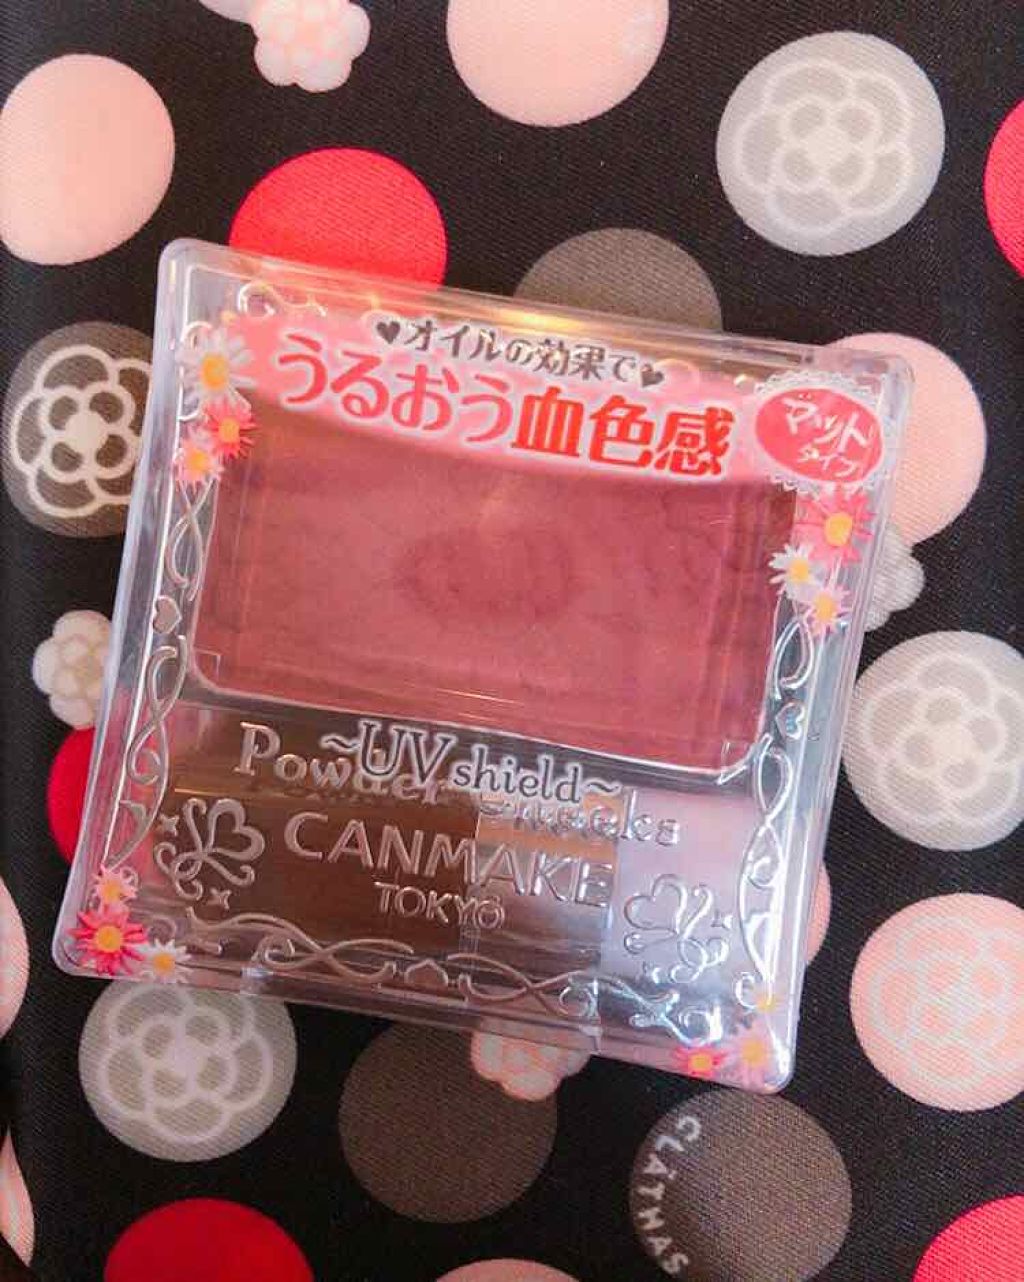 ♥オイルの効果で♥
うるおう血色感
マット
タイプ
~UV shield~
Powder Cheeks
CANMAKE
TOKYO
CLATHAS